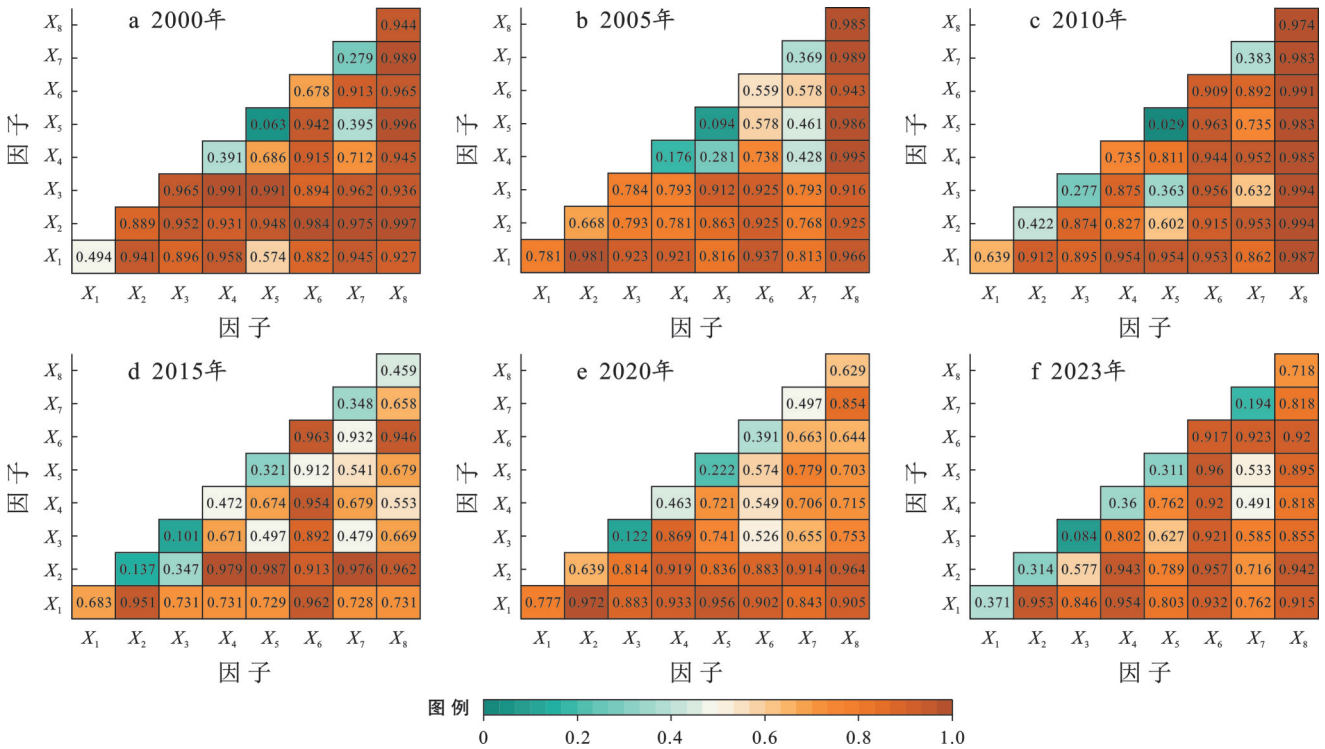 a 2000年
X₈ 0.944
X₇ 0.279 0.989
X₆ 0.678 0.913 0.965
X₅ 0.063 0.942 0.395 0.996
X₄ 0.391 0.686 0.915 0.712 0.945
X₃ 0.965 0.991 0.991 0.894 0.962 0.936
X₂ 0.889 0.952 0.931 0.948 0.984 0.975 0.997
X₁ 0.494 0.941 0.896 0.958 0.574 0.882 0.945 0.927
X₁ X₂ X₃ X₄ X₅ X₆ X₇ X₈
因子
因子
b 2005年
X₈ 0.985
X₇ 0.369 0.989
X₆ 0.559 0.578 0.943
X₅ 0.094 0.578 0.461 0.986
X₄ 0.176 0.281 0.738 0.428 0.995
X₃ 0.784 0.793 0.912 0.925 0.793 0.916
X₂ 0.668 0.793 0.781 0.863 0.925 0.768 0.925
X₁ 0.781 0.981 0.923 0.921 0.816 0.937 0.813 0.966
X₁ X₂ X₃ X₄ X₅ X₆ X₇ X₈
因子
因子
c 2010年
X₈ 0.974
X₇ 0.383 0.983
X₆ 0.909 0.892 0.991
X₅ 0.029 0.963 0.735 0.983
X₄ 0.735 0.811 0.944 0.952 0.985
X₃ 0.277 0.875 0.363 0.956 0.632 0.994
X₂ 0.422 0.874 0.827 0.602 0.915 0.953 0.994
X₁ 0.639 0.912 0.895 0.954 0.954 0.953 0.862 0.987
X₁ X₂ X₃ X₄ X₅ X₆ X₇ X₈
因子
因子
d 2015年
X₈ 0.459
X₇ 0.348 0.658
X₆ 0.963 0.932 0.946
X₅ 0.321 0.912 0.541 0.679
X₄ 0.472 0.674 0.954 0.679 0.553
X₃ 0.101 0.671 0.497 0.892 0.479 0.669
X₂ 0.137 0.347 0.979 0.987 0.913 0.976 0.962
X₁ 0.683 0.951 0.731 0.731 0.729 0.962 0.728 0.731
X₁ X₂ X₃ X₄ X₅ X₆ X₇ X₈
因子
因子
e 2020年
X₈ 0.629
X₇ 0.497 0.854
X₆ 0.391 0.663 0.644
X₅ 0.222 0.574 0.779 0.703
X₄ 0.463 0.721 0.549 0.706 0.715
X₃ 0.122 0.869 0.741 0.526 0.655 0.753
X₂ 0.639 0.814 0.919 0.836 0.883 0.914 0.964
X₁ 0.777 0.972 0.883 0.933 0.956 0.902 0.843 0.905
X₁ X₂ X₃ X₄ X₅ X₆ X₇ X₈
因子
因子
f 2023年
X₈ 0.718
X₇ 0.194 0.818
X₆ 0.917 0.923 0.92
X₅ 0.311 0.96 0.533 0.895
X₄ 0.36 0.762 0.92 0.491 0.818
X₃ 0.084 0.802 0.627 0.921 0.585 0.855
X₂ 0.314 0.577 0.943 0.789 0.957 0.716 0.942
X₁ 0.371 0.953 0.846 0.954 0.803 0.932 0.762 0.915
X₁ X₂ X₃ X₄ X₅ X₆ X₇ X₈
因子
因子
图例
0 0.2 0.4 0.6 0.8 1.0